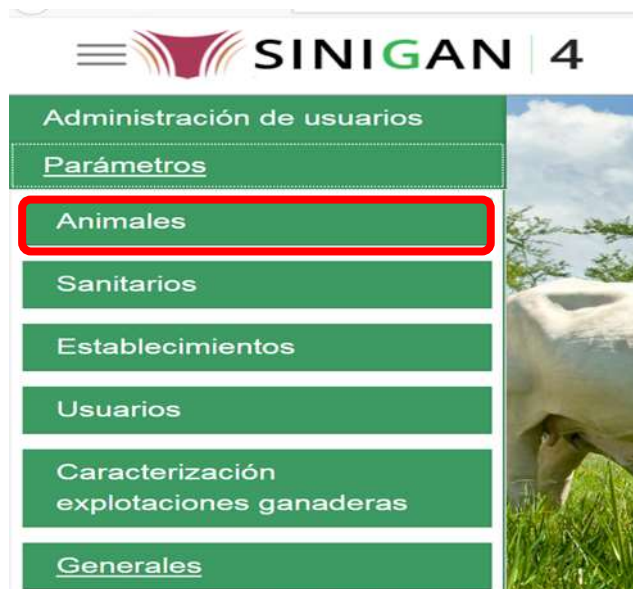 SINIGAN 4
Administración de usuarios
Parámetros
Animales
Sanitarios
Establecimientos
Usuarios
Caracterización
explotaciones ganaderas
Generales